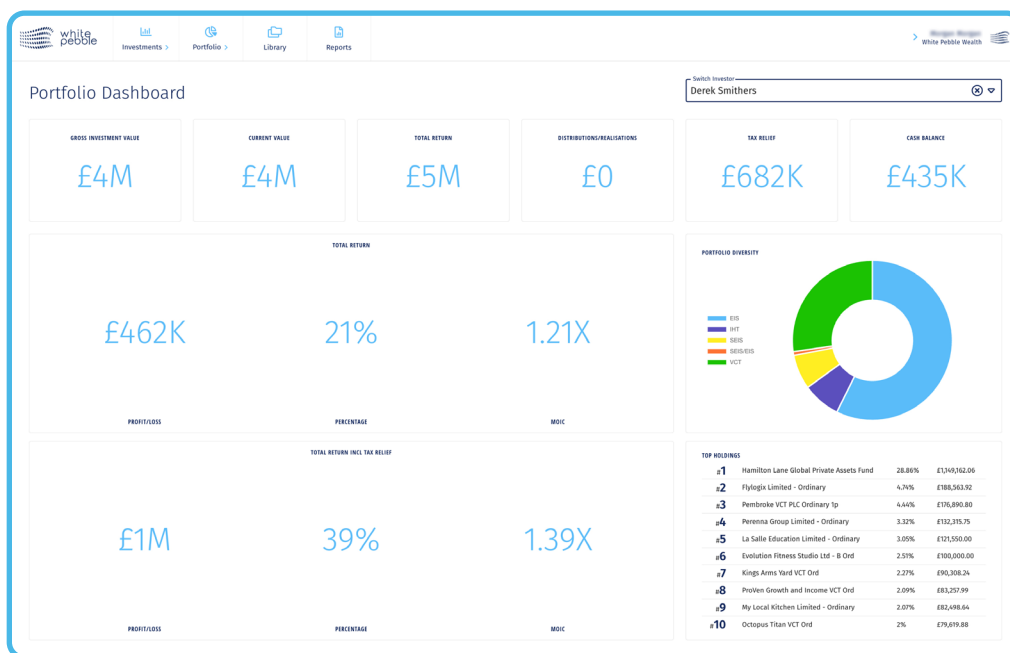 white
pebble
Investments >
Portfolio >
Library
Reports
White Pebble Wealth
Portfolio Dashboard
Switch Investor
Derek Smithers
GROSS INVESTMENT VALUE
£4M
CURRENT VALUE
£4M
TOTAL RETURN
£5M
DISTRIBUTIONS/REALISATIONS
£0
TAX RELIEF
£682K
CASH BALANCE
£435K
TOTAL RETURN
£462K
21%
1.21X
PROFIT/LOSS
PERCENTAGE
MOIC
PORTFOLIO DIVERSITY
EIS
IHT
SEIS
SEIS/EIS
VCT
TOTAL RETURN INCL TAX RELIEF
£1M
39%
1.39X
PROFIT/LOSS
PERCENTAGE
MOIC
TOP HOLDINGS
#1 Hamilton Lane Global Private Assets Fund 28.86% £1,149,162.06
#2 Flylogix Limited - Ordinary 4.74% £188,563.92
#3 Pembroke VCT PLC Ordinary 1p 4.44% £176,890.80
#4 Perenna Group Limited - Ordinary 3.32% £132,315.75
#5 La Salle Education Limited - Ordinary 3.05% £121,550.00
#6 Evolution Fitness Studio Ltd - B Ord 2.51% £100,000.00
#7 Kings Arms Yard VCT Ord 2.27% £90,308.24
#8 ProVen Growth and Income VCT Ord 2.09% £83,257.99
#9 My Local Kitchen Limited - Ordinary 2.07% £82,498.64
#10 Octopus Titan VCT Ord 2% £79,619.88